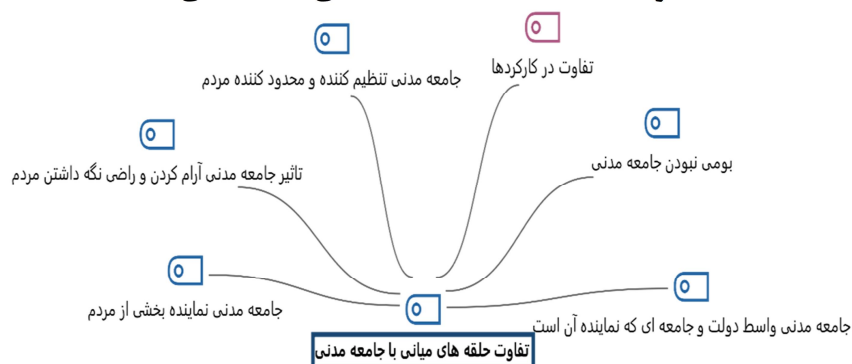 تفاوت در کارکردها
جامعه مدنی تنظیم کننده و محدود کننده مردم
بومی نبودن جامعه مدنی
تاثیر جامعه مدنی آرام کردن و راضی نگه داشتن مردم
جامعه مدنی نماینده بخشی از مردم
جامعه مدنی واسط دولت و جامعه ای که نماینده آن است
تفاوت حلقه های میانی با جامعه مدنی